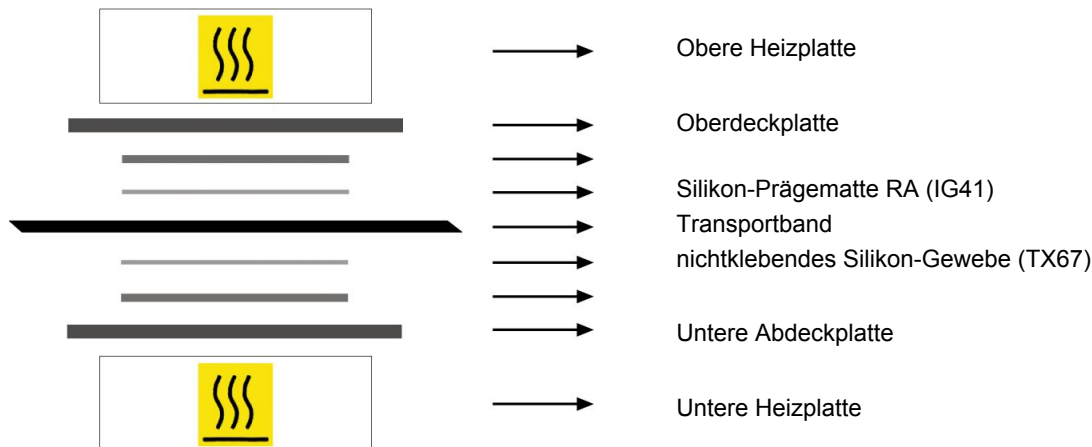 Obere Heizplatte
Oberdeckplatte
Silikon-Prägematte RA (IG41)
Transportband
nichtklebendes Silikon-Gewebe (TX67)
Untere Abdeckplatte
Untere Heizplatte